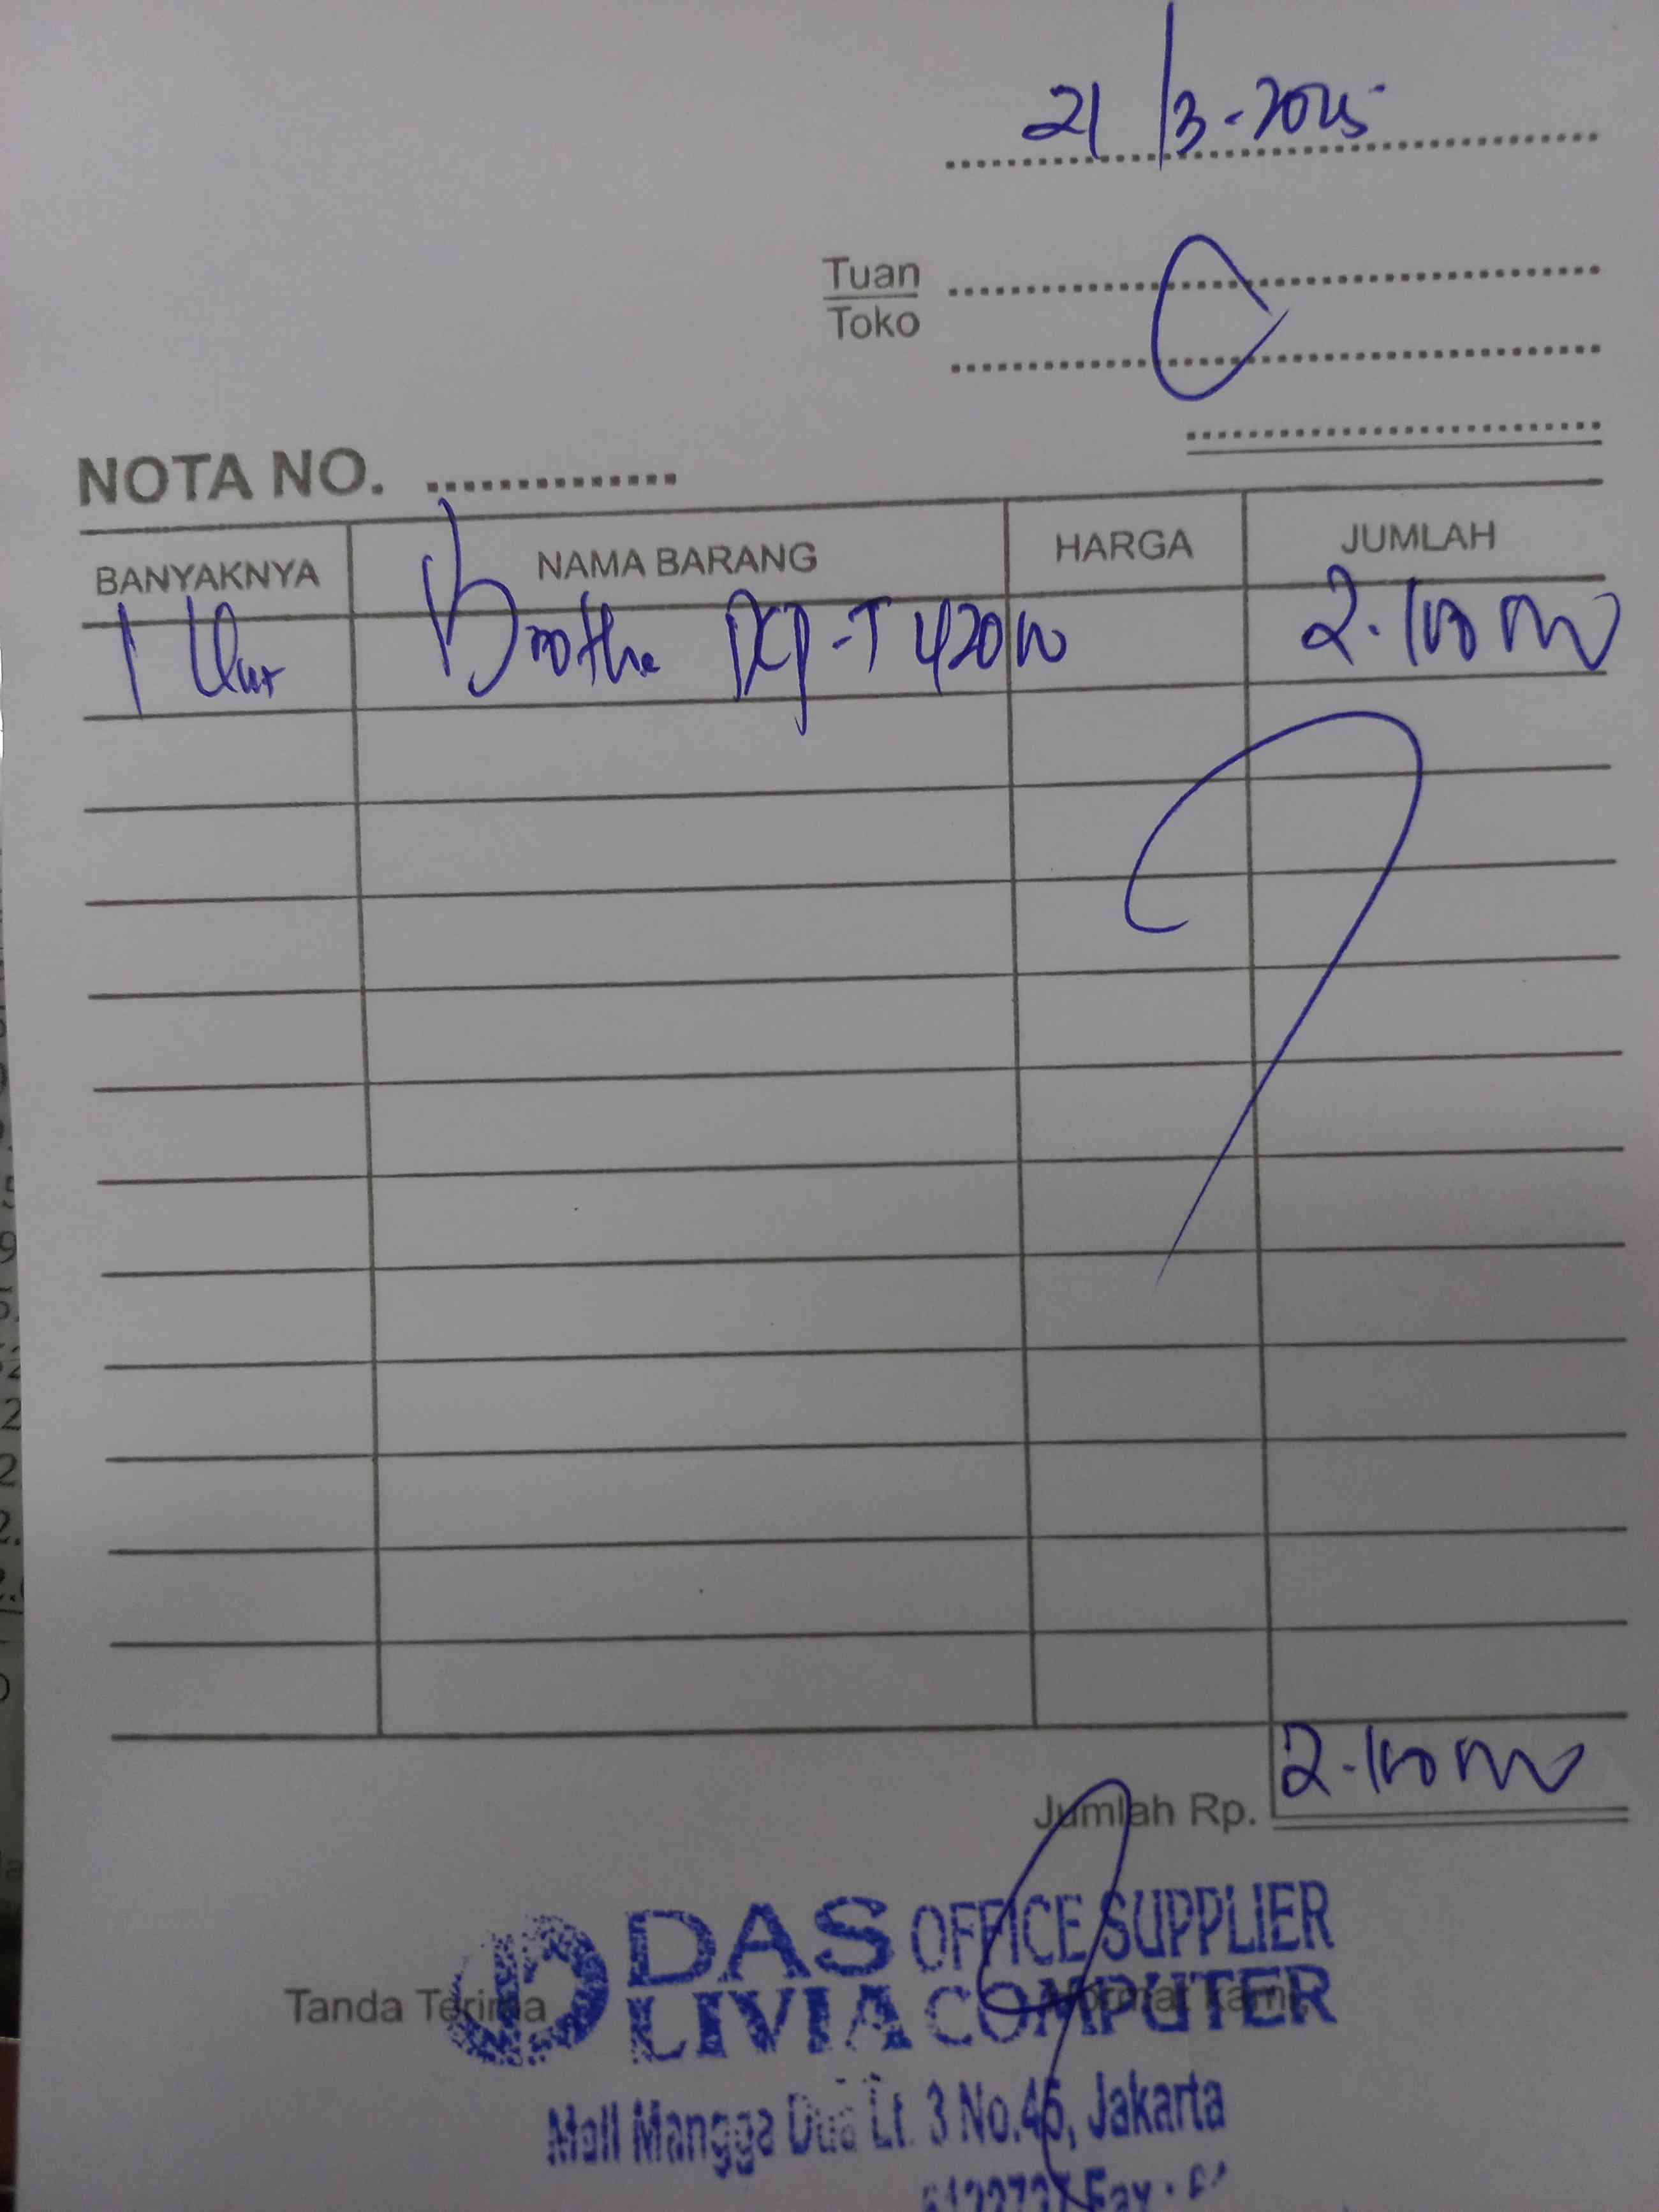 21/3-2025
Tuan
Toko
NOTA NO.
BANYAKNYA NAMA BARANG HARGA JUMLAH
1 Unit Brother DCP-T420W 2.100.000
Jumlah Rp. 2.100.000
Tanda Terima Hormat Kami
DAS OFFICE SUPPLIER
LIVIA COMPUTER
Mall Mangga Dua Lt. 3 No.46, Jakarta
Fax :